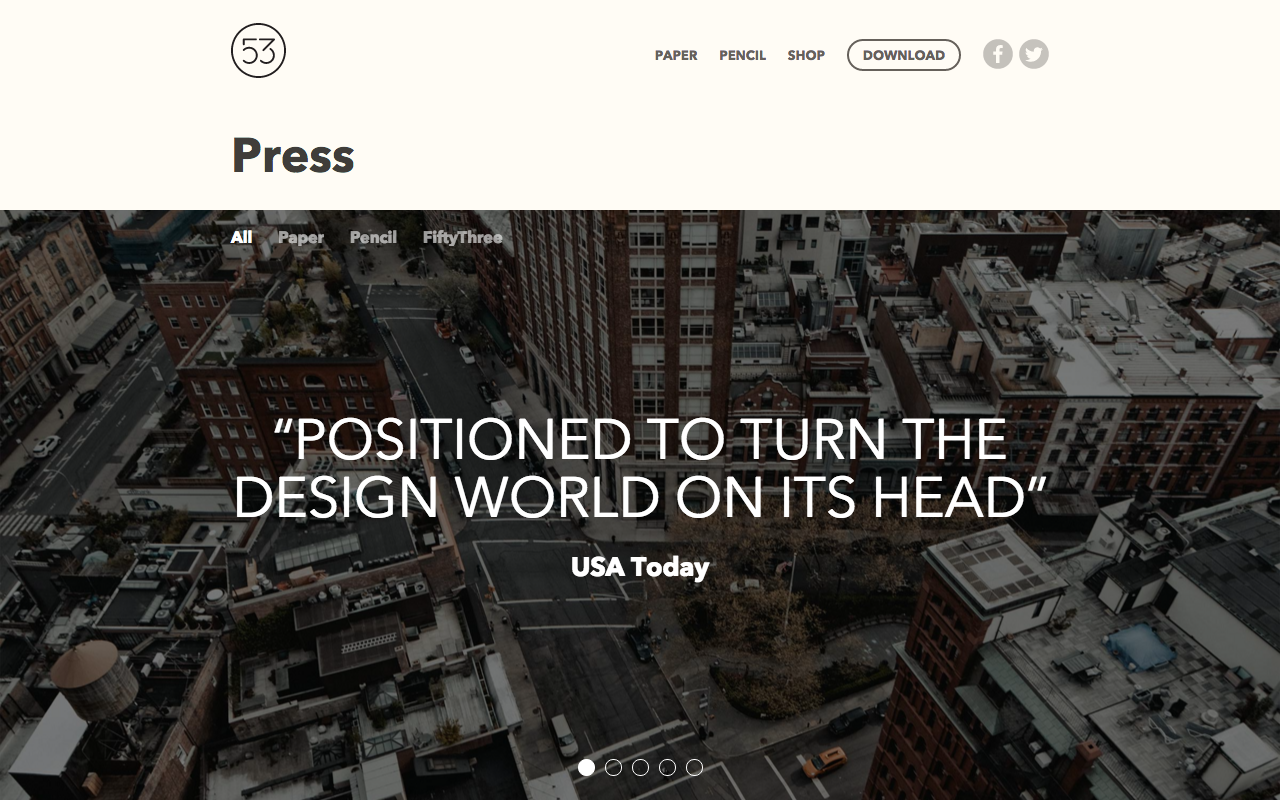 53
PAPER PENCIL SHOP DOWNLOAD
Press
All Paper Pencil FiftyThree
“POSITIONED TO TURN THE
DESIGN WORLD ON ITS HEAD”
USA Today